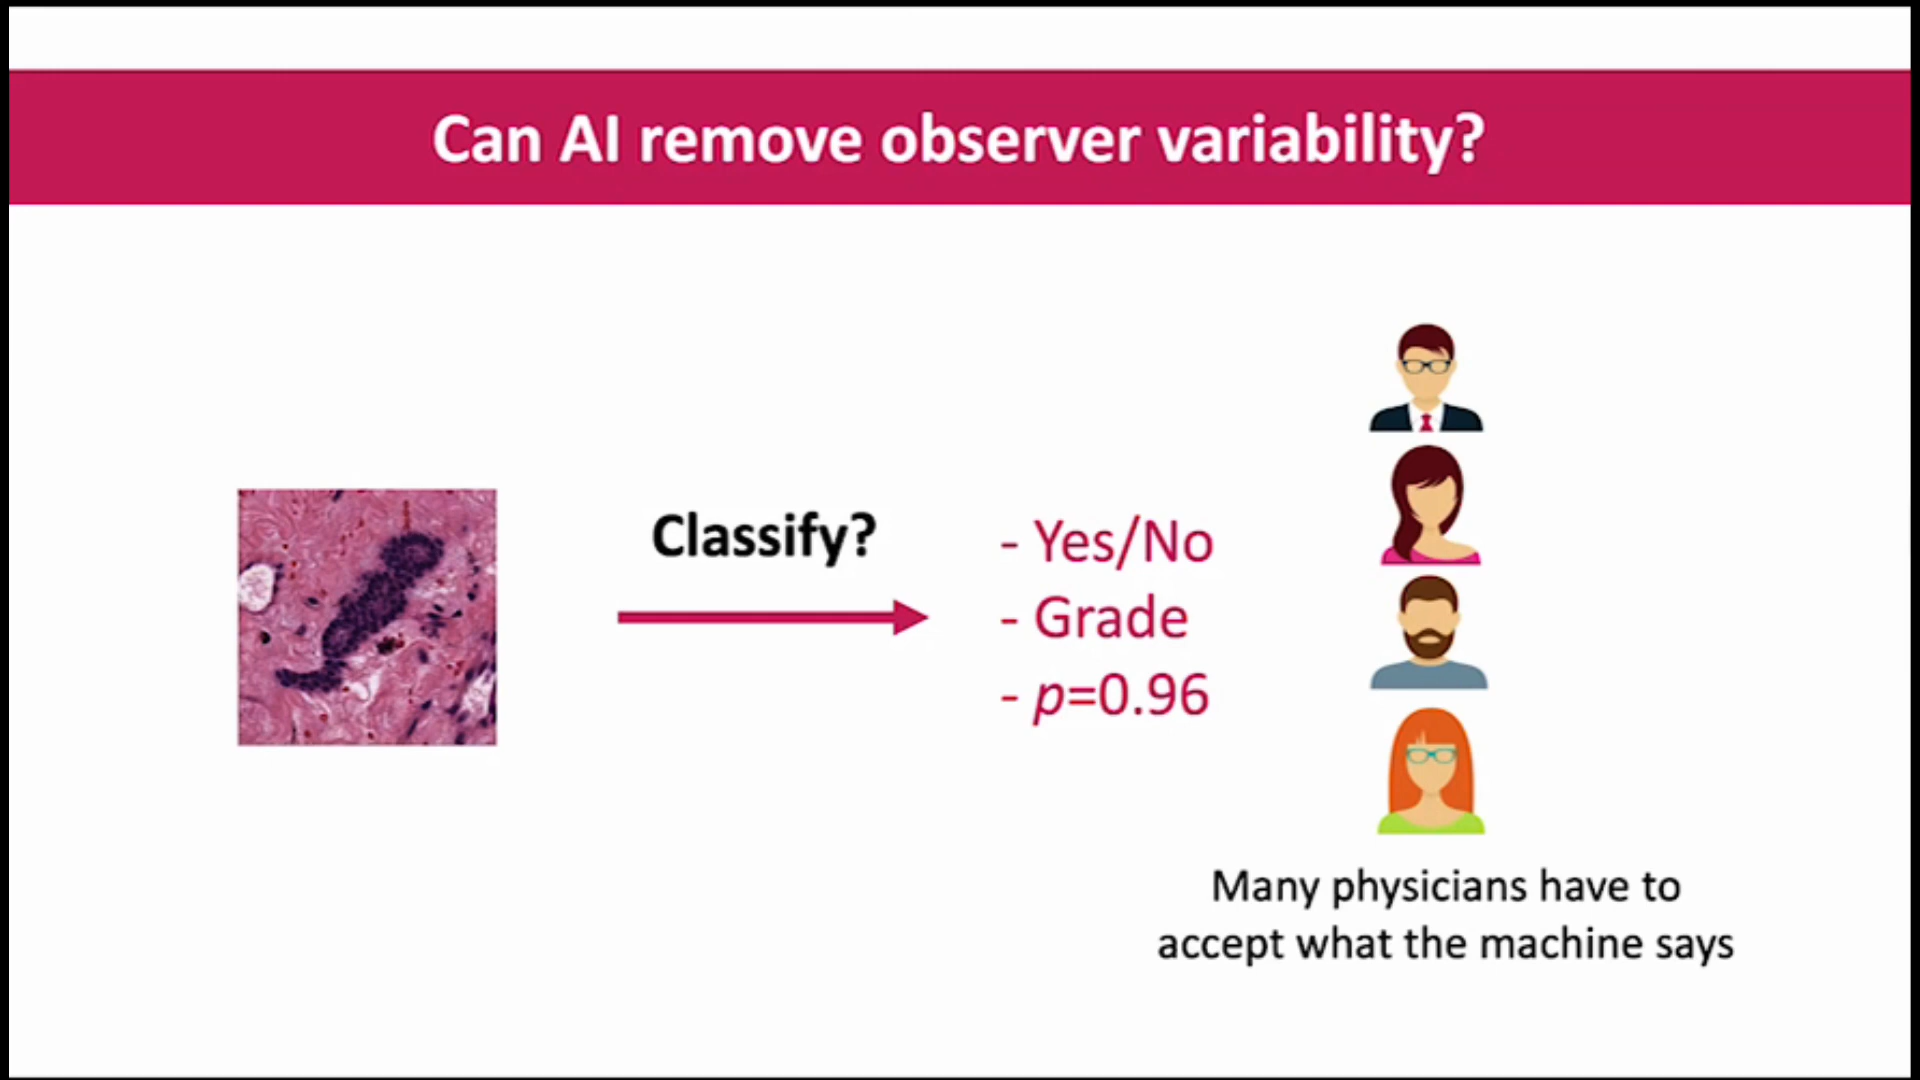 Can AI remove observer variability?
Classify?
- Yes/No
- Grade
- p=0.96
Many physicians have to
accept what the machine says